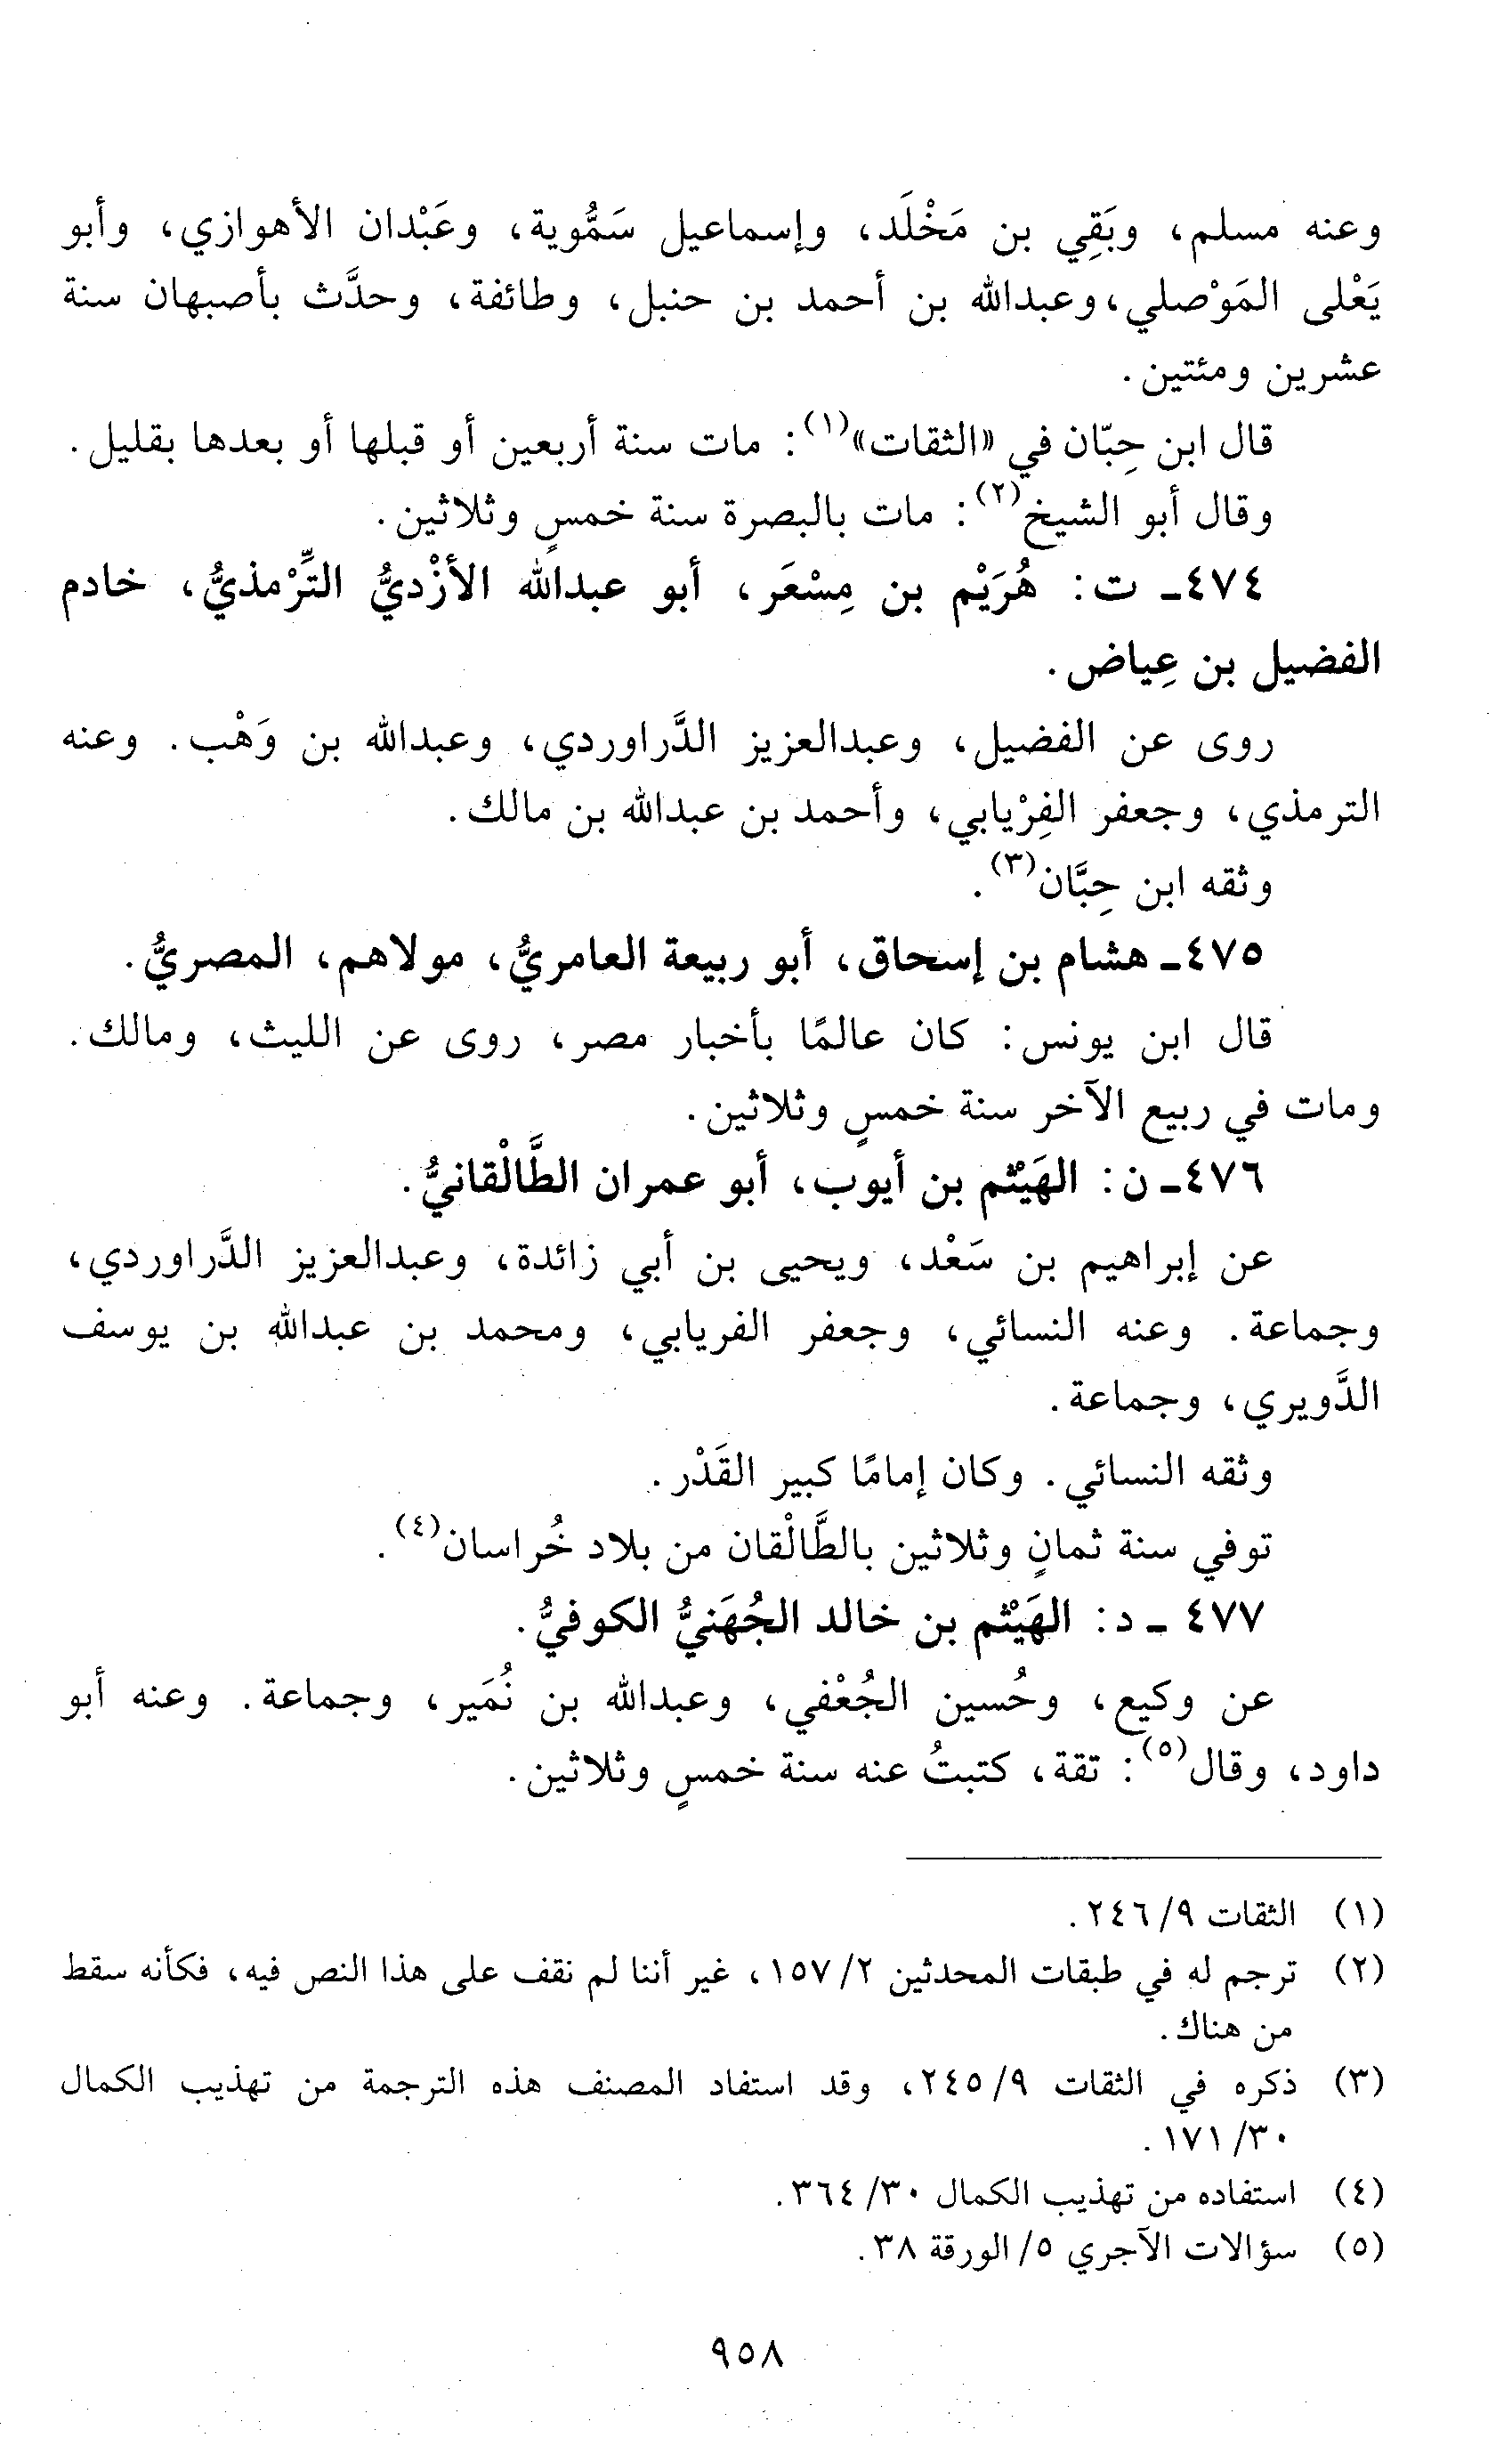 وعنه مسلم، وبَقِي بن مَخْلَد، وإسماعيل سَمُّوية، وعَبْدان الأهوازي، وأبو
يَعْلى المَوْصلي، وعبدالله بن أحمد بن حنبل، وطائفة، وحدَّث بأصبهان سنة
عشرين ومئتين.
قال ابن حِبّان في «الثقات»(١): مات سنة أربعين أو قبلها أو بعدها بقليل.
وقال أبو الشيخ(٢): مات بالبصرة سنة خمسٍ وثلاثين.
٤٧٤ـ ت: هُرَيْم بن مِسْعَر، أبو عبدالله الأزْديُّ التِّرْمذيُّ، خادم
الفضيل بن عِياض.
روى عن الفضيل، وعبدالعزيز الدَّراوردي، وعبدالله بن وَهْب. وعنه
الترمذي، وجعفر الفِرْيابي، وأحمد بن عبدالله بن مالك.
وثقه ابن حِبَّان(٣).
٤٧٥ـ هشام بن إسحاق، أبو ربيعة العامريُّ، مولاهم، المصريُّ.
قال ابن يونس: كان عالمًا بأخبار مصر، روى عن الليث، ومالك.
ومات في ربيع الآخر سنة خمسٍ وثلاثين.
٤٧٦ـ ن: الهَيْثم بن أيوب، أبو عمران الطَّالْقانيُّ.
عن إبراهيم بن سَعْد، ويحيى بن أبي زائدة، وعبدالعزيز الدَّراوردي،
وجماعة. وعنه النسائي، وجعفر الفريابي، ومحمد بن عبدالله بن يوسف
الدَّويري، وجماعة.
وثقه النسائي. وكان إمامًا كبير القَدْر.
توفي سنة ثمانٍ وثلاثين بالطَّالْقان من بلاد خُراسان(٤).
٤٧٧ ـ د: الهَيْثم بن خالد الجُهَنيُّ الكوفيُّ.
عن وكيع، وحُسين الجُعْفي، وعبدالله بن نُمَير، وجماعة. وعنه أبو
داود، وقال(٥): ثقة، كتبتُ عنه سنة خمسٍ وثلاثين.
(١) الثقات ٩/ ٢٤٦.
(٢) ترجم له في طبقات المحدثين ٢/ ١٥٧، غير أننا لم نقف على هذا النص فيه، فكأنه سقط
من هناك.
(٣) ذكره في الثقات ٩/ ٢٤٥، وقد استفاد المصنف هذه الترجمة من تهذيب الكمال
٣٠/ ١٧١.
(٤) استفاده من تهذيب الكمال ٣٠/ ٣٦٤.
(٥) سؤالات الآجري ٥/ الورقة ٣٨.
٩٥٨